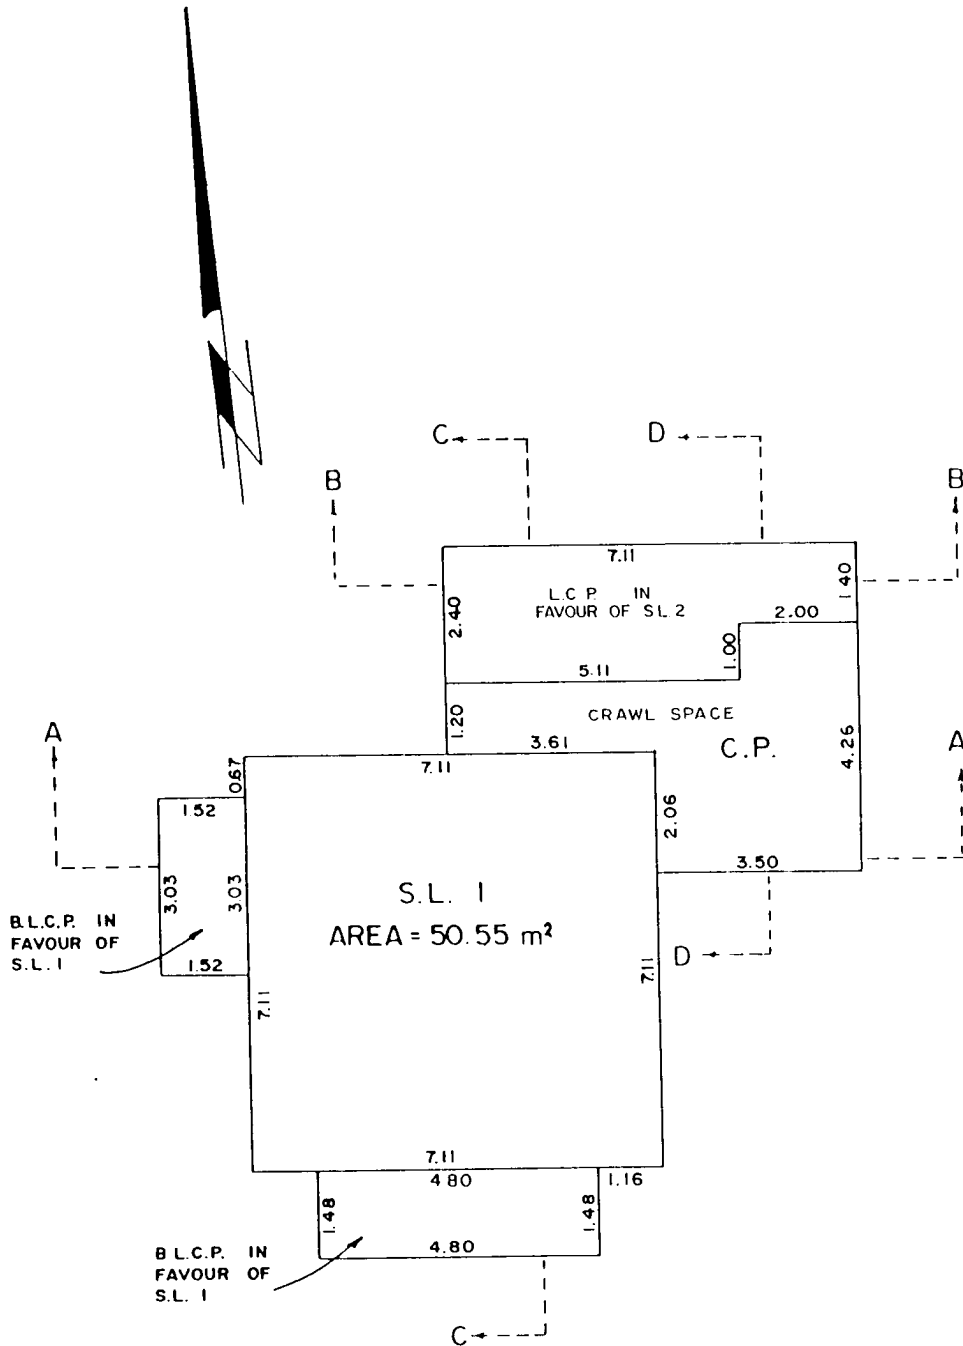 C
D
B
B
7.11
L.C.P. IN
FAVOUR OF S.L.2
1.40
2.40
2.00
1.00
5.11
1.20
CRAWL SPACE
C.P.
3.61
4.26
A
A
7.11
0.67
1.52
2.06
3.50
3.03
3.03
S.L. 1
AREA = 50.55 m²
B.L.C.P. IN
FAVOUR OF
S.L. 1
1.52
D
7.11
7.11
7.11
4.80
1.16
1.48
1.48
4.80
B L.C.P. IN
FAVOUR OF
S.L. 1
C